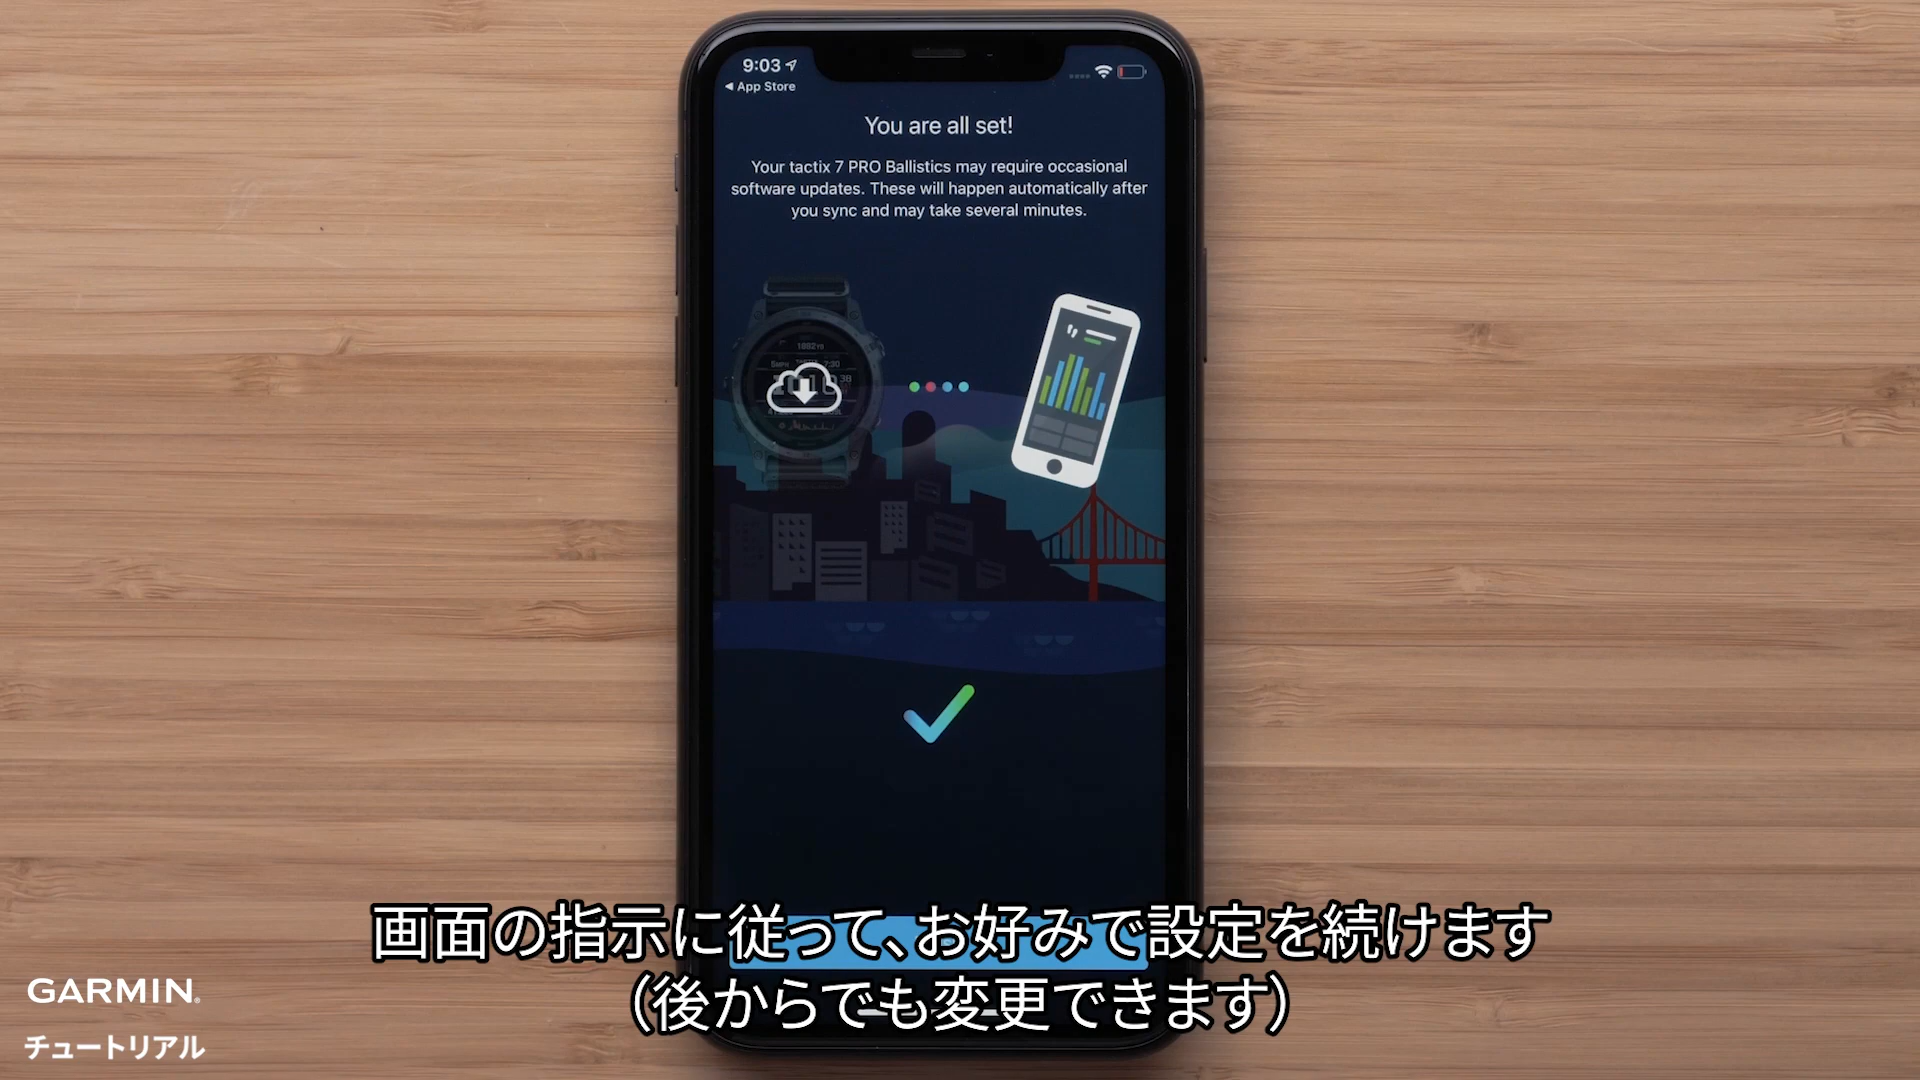 9:03
App Store
You are all set!
Your tactix 7 PRO Ballistics may require occasional
software updates. These will happen automatically after
you sync and may take several minutes.
画面の指示に従って、お好みで設定を続けます
（後からでも変更できます）
GARMIN
チュートリアル